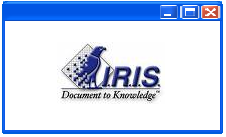 I.R.I.S.
Document to Knowledge™